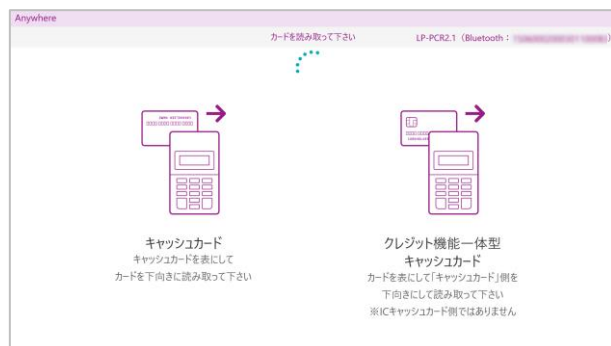 Anywhere
カードを読み取って下さい
LP-PCR2.1（Bluetooth：
キャッシュカード
キャッシュカードを表にして
カードを下向きに読み取って下さい
クレジット機能一体型
キャッシュカード
カードを表にして「キャッシュカード」側を
下向きにして読み取って下さい
※ICキャッシュカード側ではありません